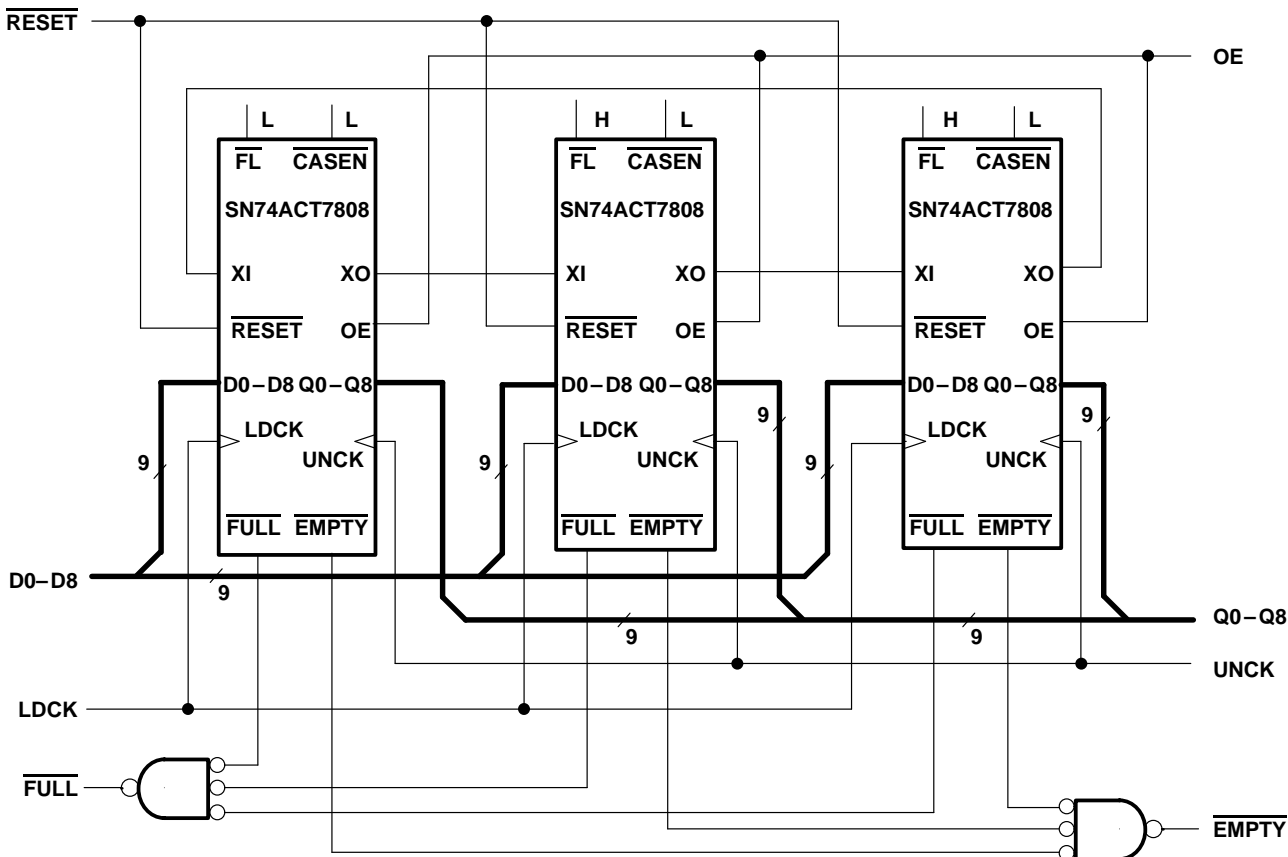 RESET
OE
L L H L H L
FL CASEN FL CASEN FL CASEN
SN74ACT7808 SN74ACT7808 SN74ACT7808
XI XO XI XO XI XO
RESET OE RESET OE RESET OE
D0–D8 Q0–Q8 D0–D8 Q0–Q8 D0–D8 Q0–Q8
9 9
LDCK LDCK LDCK
UNCK UNCK UNCK
9 9 9
FULL EMPTY FULL EMPTY FULL EMPTY
D0–D8
9
Q0–Q8
9 9
UNCK
LDCK
FULL
EMPTY